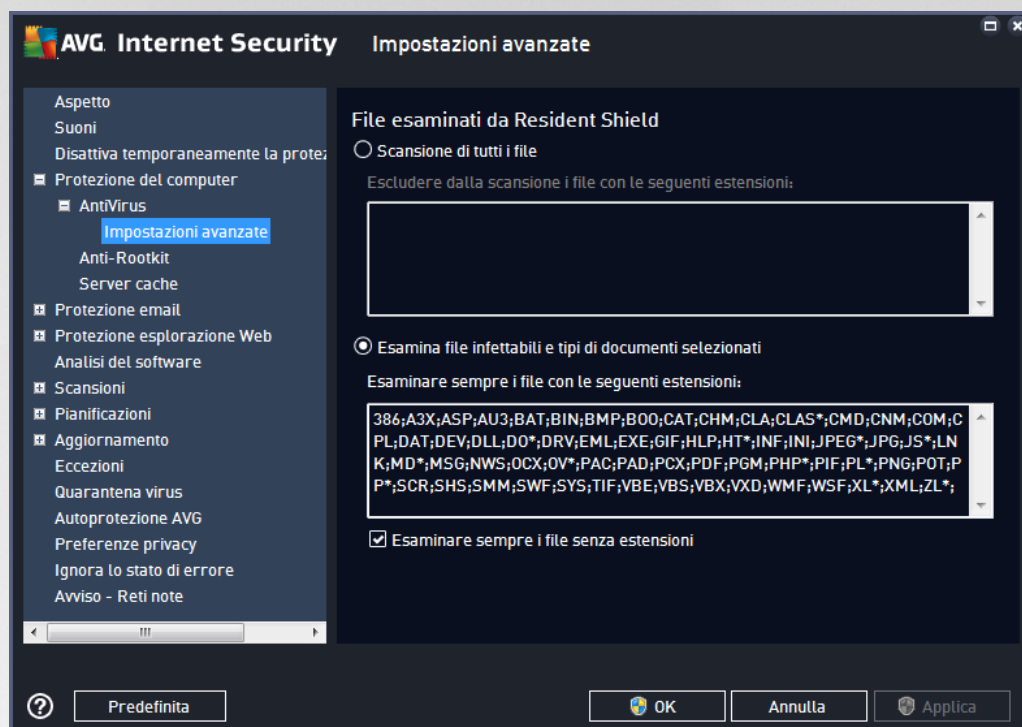 AVG. Internet Security Impostazioni avanzate
Aspetto
Suoni
Disattiva temporaneamente la protez
Protezione del computer
AntiVirus
Impostazioni avanzate
Anti-Rootkit
Server cache
Protezione email
Protezione esplorazione Web
Analisi del software
Scansioni
Pianificazioni
Aggiornamento
Eccezioni
Quarantena virus
Autoprotezione AVG
Preferenze privacy
Ignora lo stato di errore
Avviso - Reti note
File esaminati da Resident Shield
Scansione di tutti i file
Escludere dalla scansione i file con le seguenti estensioni:
Esamina file infettabili e tipi di documenti selezionati
Esaminare sempre i file con le seguenti estensioni:
386;A3X;ASP;AU3;BAT;BIN;BMP;BOO;CAT;CHM;CLA;CLAS*;CMD;CNM;COM;C
PL;DAT;DEV;DLL;DO*;DRV;EML;EXE;GIF;HLP;HT*;INF;INI;JPEG*;JPG;JS*;LN
K;MD*;MSG;NWS;OCX;OV*;PAC;PAD;PCX;PDF;PGM;PHP*;PIF;PL*;PNG;POT;P
P*;SCR;SHS;SMM;SWF;SYS;TIF;VBE;VBS;VBX;VXD;WMF;WSF;XL*;XML;ZL*;
Esaminare sempre i file senza estensioni
? Predefinita OK Annulla Applica